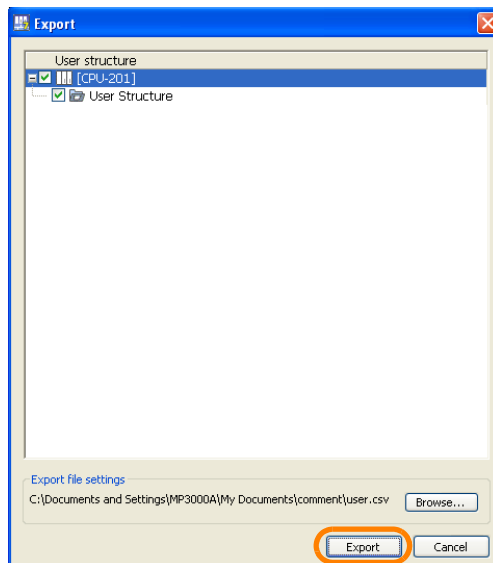 Export
User structure
[CPU-201]
User Structure
Export file settings
C:\Documents and Settings\MP3000A\My Documents\comment\user.csv
Browse...
Export
Cancel